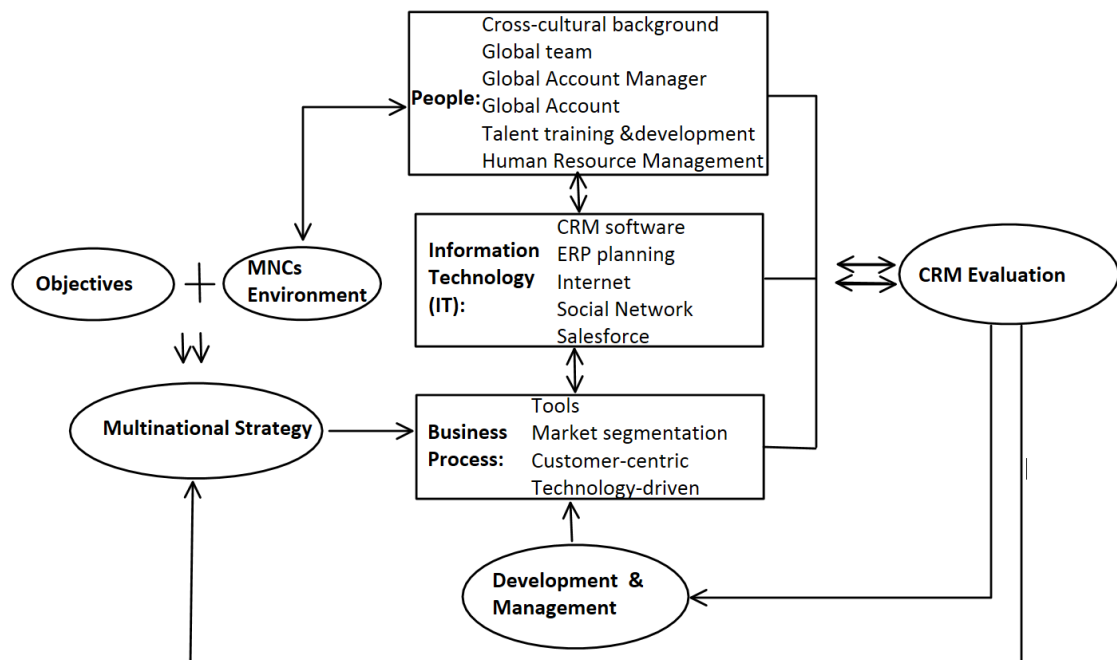 Cross-cultural background
Global team
Global Account Manager
People:
Global Account
Talent training &development
Human Resource Management
Objectives
MNCs
Environment
Information
Technology
(IT):
CRM software
ERP planning
Internet
Social Network
Salesforce
CRM Evaluation
Multinational Strategy
Business
Process:
Tools
Market segmentation
Customer-centric
Technology-driven
Development &
Management